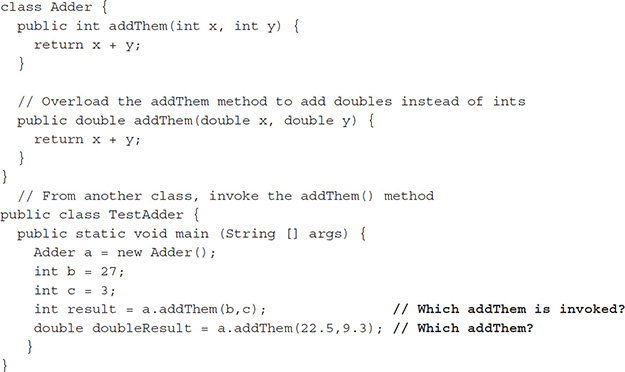 class Adder {
  public int addThem(int x, int y) {
    return x + y;
  }

  // Overload the addThem method to add doubles instead of ints
  public double addThem(double x, double y) {
    return x + y;
  }
}
  // From another class, invoke the addThem() method
public class TestAdder {
  public static void main (String [] args) {
    Adder a = new Adder();
    int b = 27;
    int c = 3;
    int result = a.addThem(b,c);               // Which addThem is invoked?
    double doubleResult = a.addThem(22.5,9.3); // Which addThem?
   }
}